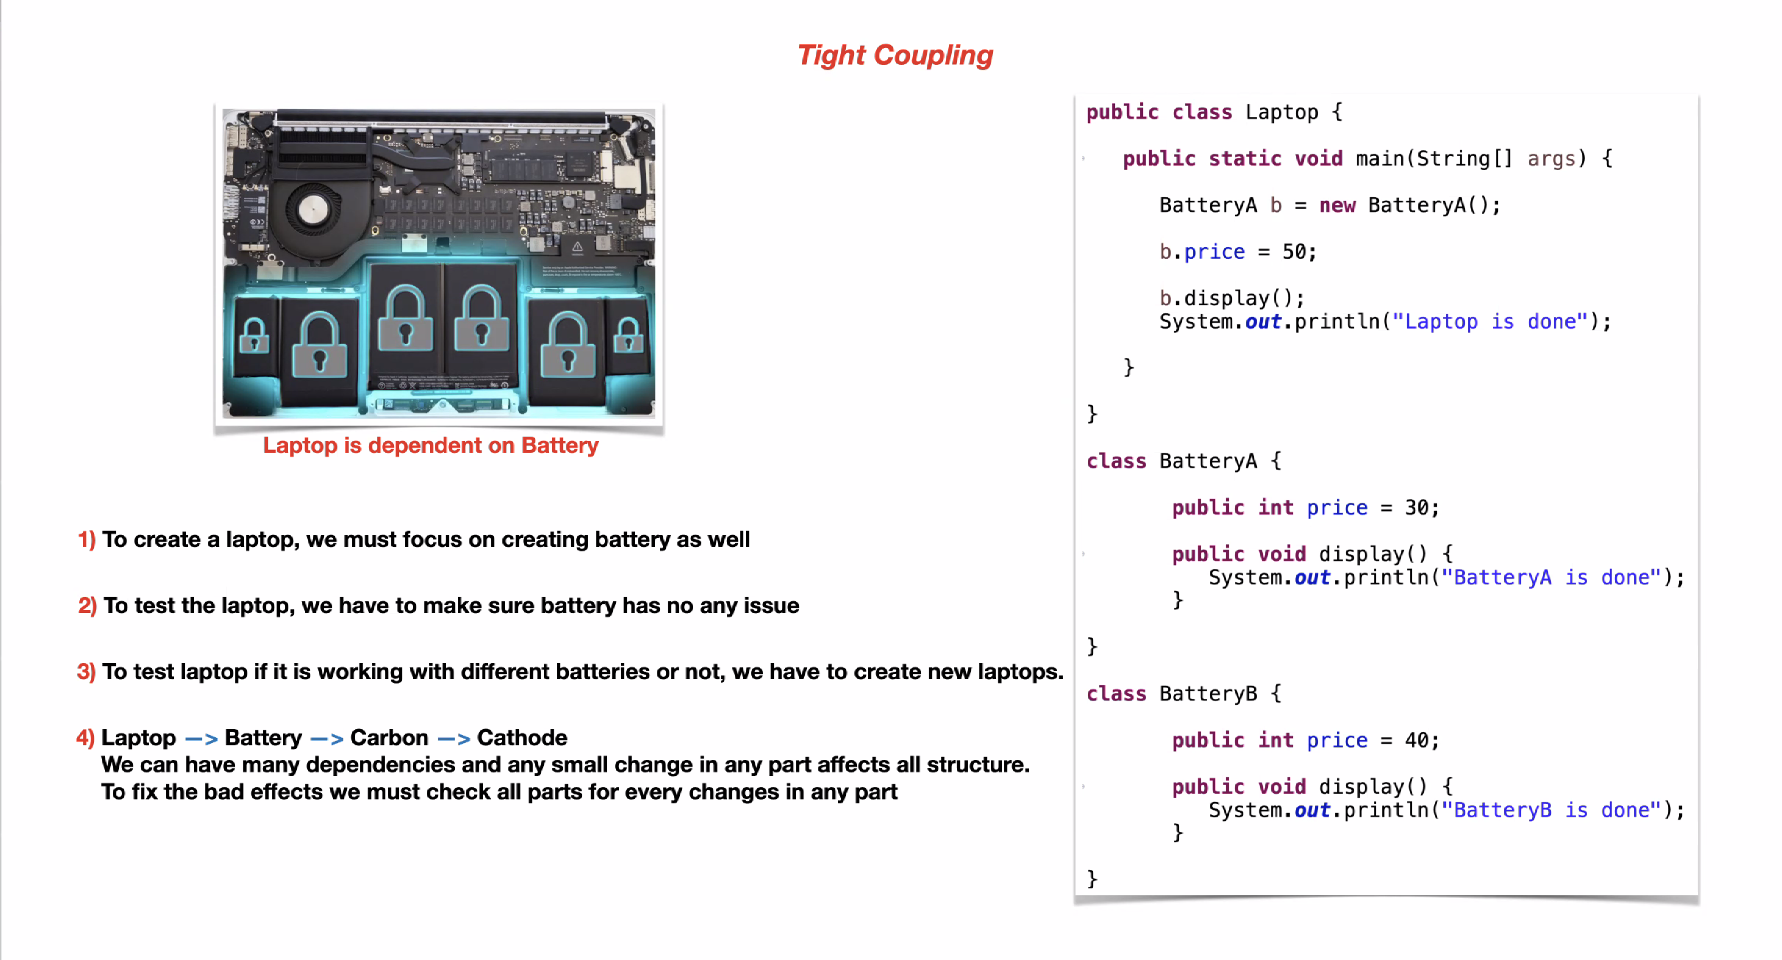 Tight Coupling
Laptop is dependent on Battery
1) To create a laptop, we must focus on creating battery as well
2) To test the laptop, we have to make sure battery has no any issue
3) To test laptop if it is working with different batteries or not, we have to create new laptops.
4) Laptop —> Battery —> Carbon —> Cathode
We can have many dependencies and any small change in any part affects all structure.
To fix the bad effects we must check all parts for every changes in any part
public class Laptop {
public static void main(String[] args) {
BatteryA b = new BatteryA();
b.price = 50;
b.display();
System.out.println("Laptop is done");
}
}
class BatteryA {
public int price = 30;
public void display() {
System.out.println("BatteryA is done");
}
}
class BatteryB {
public int price = 40;
public void display() {
System.out.println("BatteryB is done");
}
}